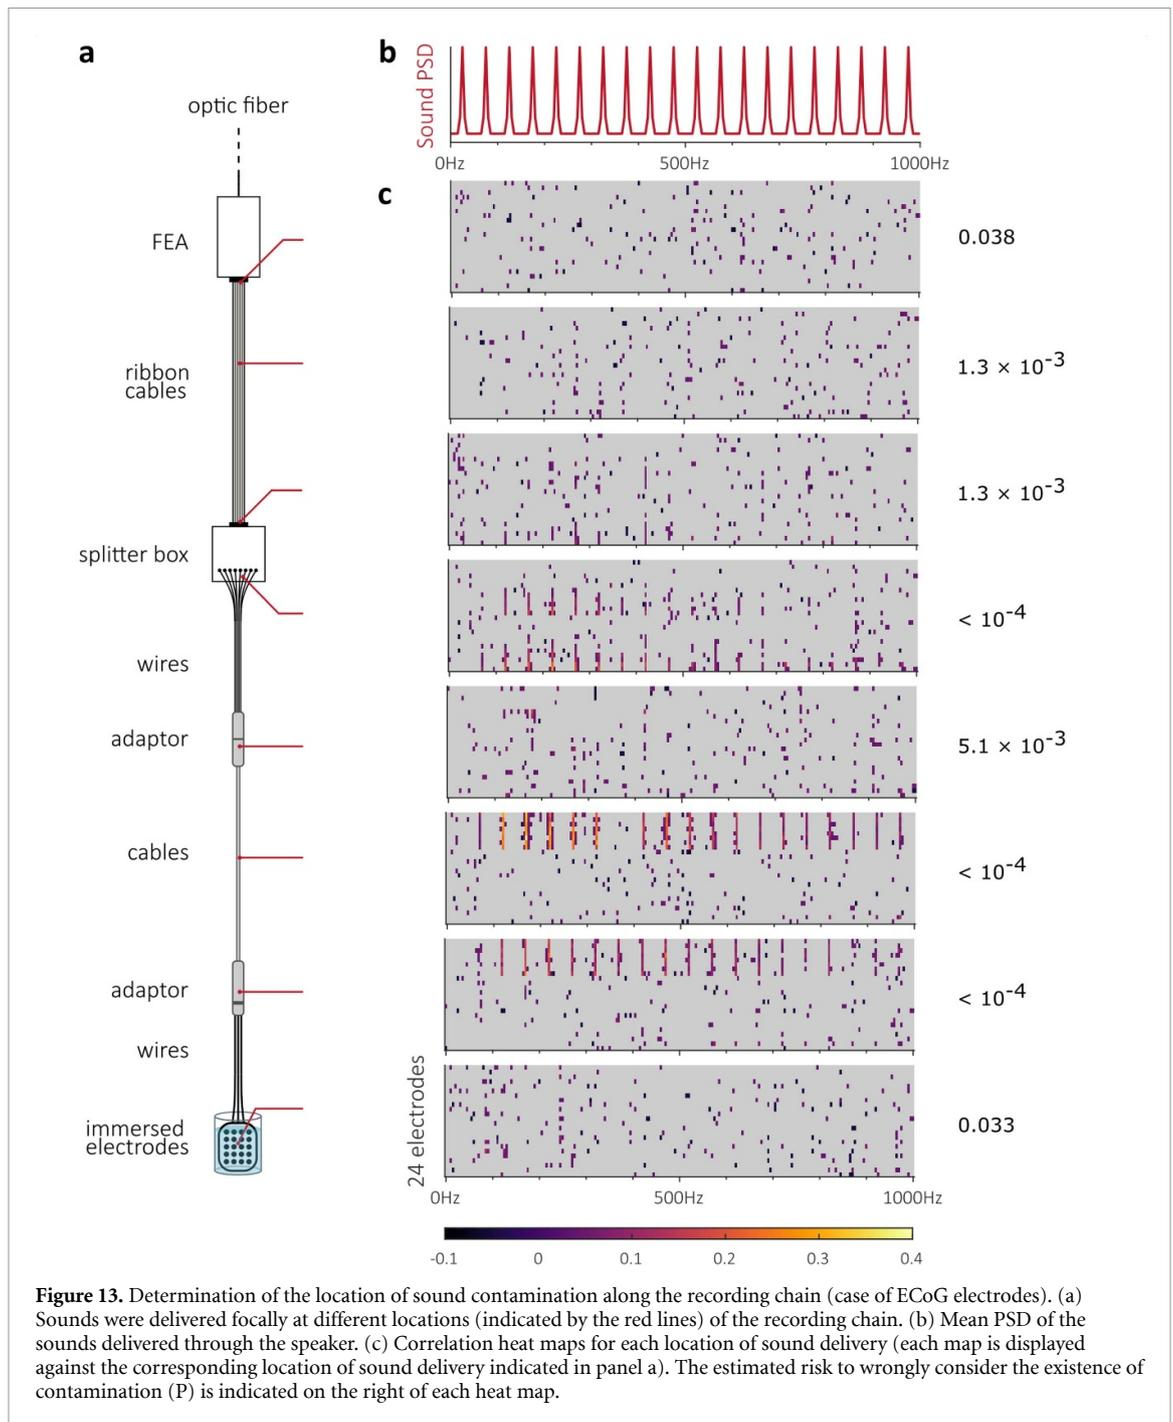 a
optic fiber
FEA
ribbon
cables
splitter box
wires
adaptor
cables
adaptor
wires
immersed
electrodes
b
Sound PSD
0Hz 500Hz 1000Hz
c
0.038
1.3 × 10-3
1.3 × 10-3
< 10-4
5.1 × 10-3
< 10-4
< 10-4
0.033
24 electrodes
0Hz 500Hz 1000Hz
-0.1 0 0.1 0.2 0.3 0.4
Figure 13. Determination of the location of sound contamination along the recording chain (case of ECoG electrodes). (a)
Sounds were delivered focally at different locations (indicated by the red lines) of the recording chain. (b) Mean PSD of the
sounds delivered through the speaker. (c) Correlation heat maps for each location of sound delivery (each map is displayed
against the corresponding location of sound delivery indicated in panel a). The estimated risk to wrongly consider the existence of
contamination (P) is indicated on the right of each heat map.